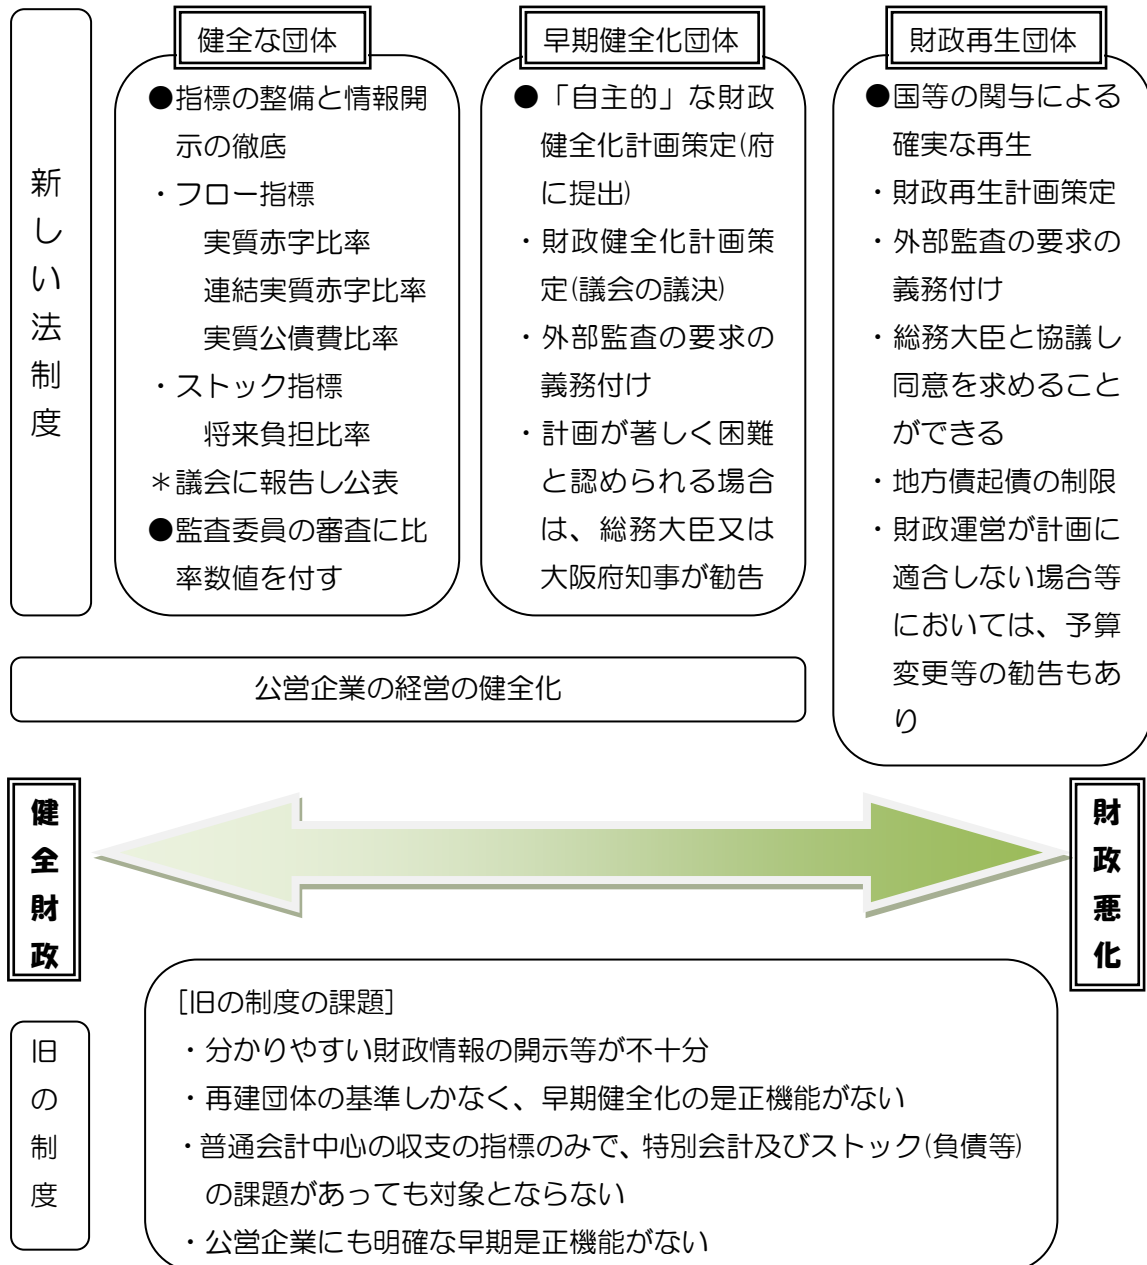 新しい法制度
健全な団体
●指標の整備と情報開
示の徹底
・フロー指標
実質赤字比率
連結実質赤字比率
実質公債費比率
・ストック指標
将来負担比率
＊議会に報告し公表
●監査委員の審査に比
率数値を付す
早期健全化団体
●「自主的」な財政
健全化計画策定(府
に提出)
・財政健全化計画策
定(議会の議決)
・外部監査の要求の
義務付け
・計画が著しく困難
と認められる場合
は、総務大臣又は
大阪府知事が勧告
財政再生団体
●国等の関与による
確実な再生
・財政再生計画策定
・外部監査の要求の
義務付け
・総務大臣と協議し
同意を求めること
ができる
・地方債起債の制限
・財政運営が計画に
適合しない場合等
においては、予算
変更等の勧告もあ
り
公営企業の経営の健全化
健全財政
財政悪化
旧の制度
[旧の制度の課題]
・分かりやすい財政情報の開示等が不十分
・再建団体の基準しかなく、早期健全化の是正機能がない
・普通会計中心の収支の指標のみで、特別会計及びストック(負債等)
の課題があっても対象とならない
・公営企業にも明確な早期是正機能がない